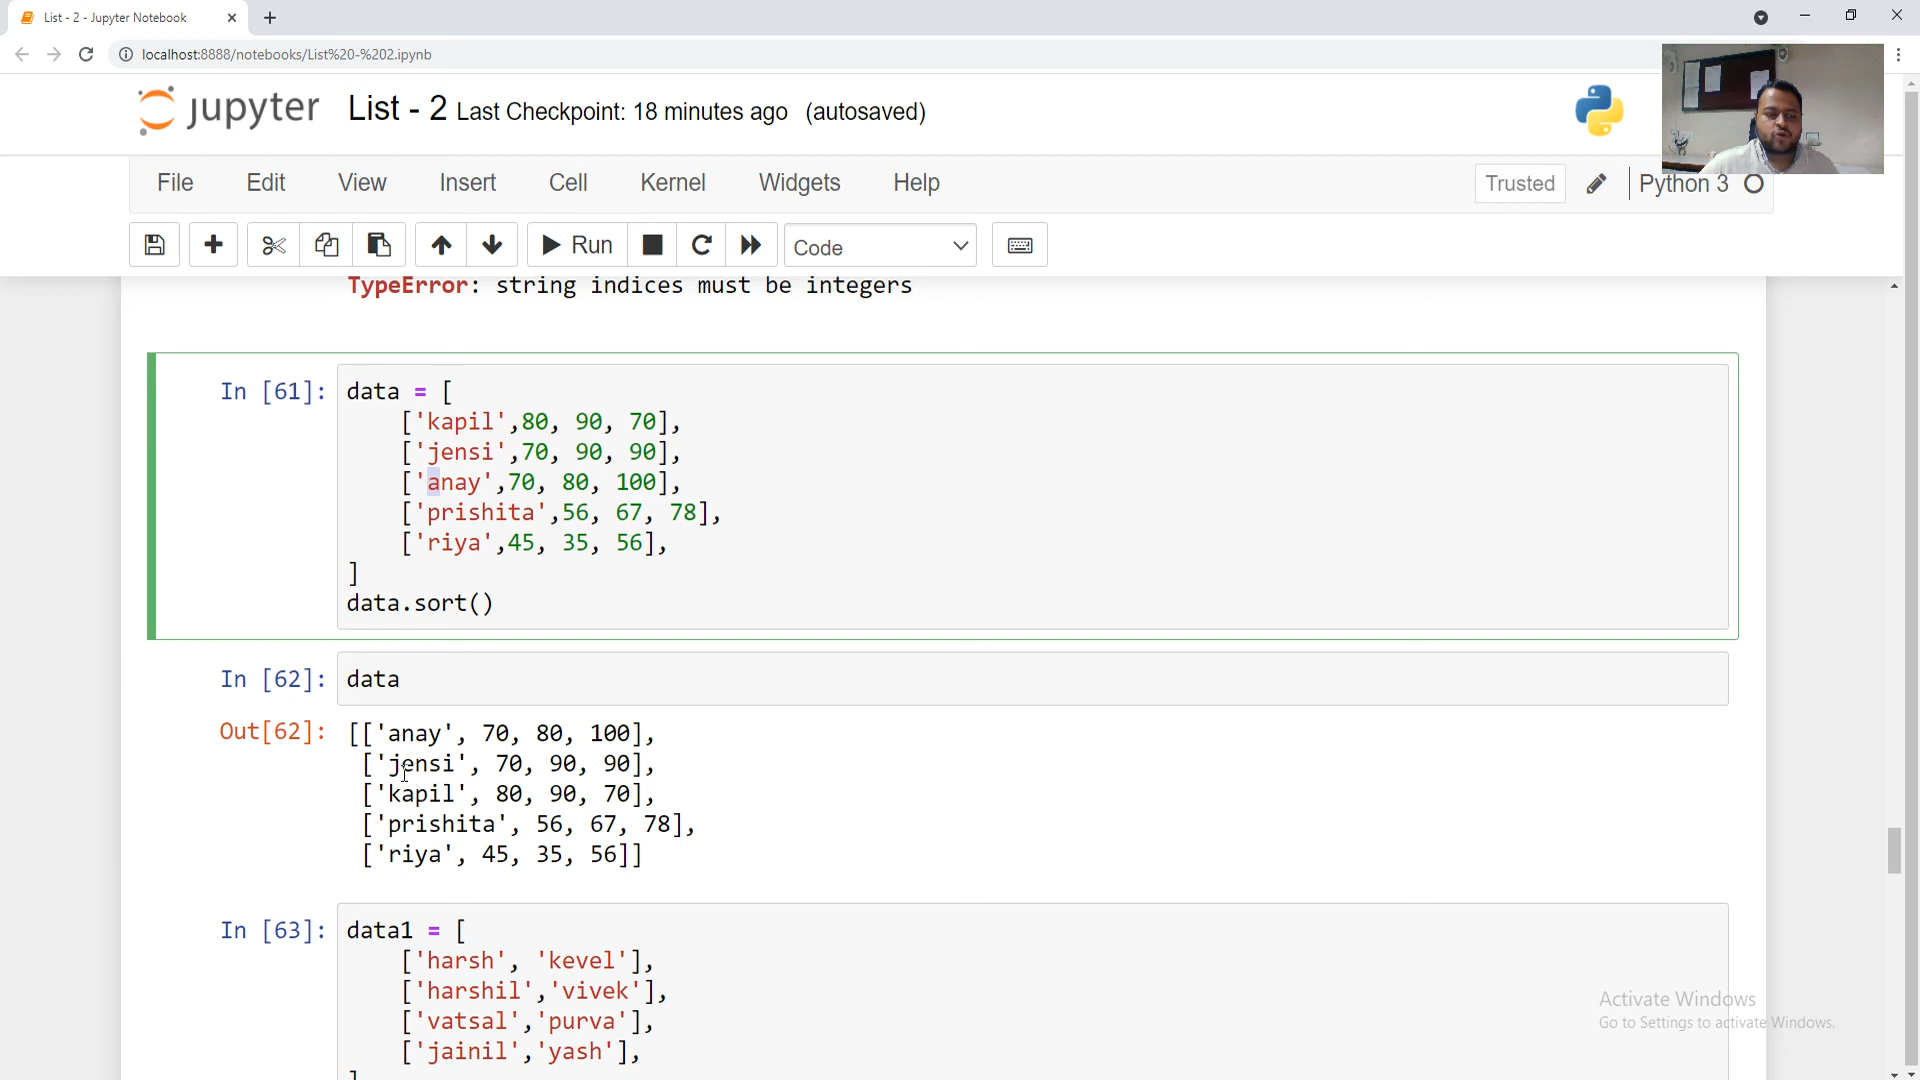 List - 2 - Jupyter Notebook
localhost:8888/notebooks/List%20-%202.ipynb
jupyter List - 2 Last Checkpoint: 18 minutes ago (autosaved)
File Edit View Insert Cell Kernel Widgets Help Trusted Python 3
Run Code
TypeError: string indices must be integers
In [61]: data = [
['kapil',80, 90, 70],
['jensi',70, 90, 90],
['anay',70, 80, 100],
['prishita',56, 67, 78],
['riya',45, 35, 56],
]
data.sort()
In [62]: data
Out[62]: [['anay', 70, 80, 100],
['jensi', 70, 90, 90],
['kapil', 80, 90, 70],
['prishita', 56, 67, 78],
['riya', 45, 35, 56]]
In [63]: data1 = [
['harsh', 'kevel'],
['harshil','vivek'],
['vatsal','purva'],
['jainil','yash'],
]
Activate Windows
Go to Settings to activate Windows.